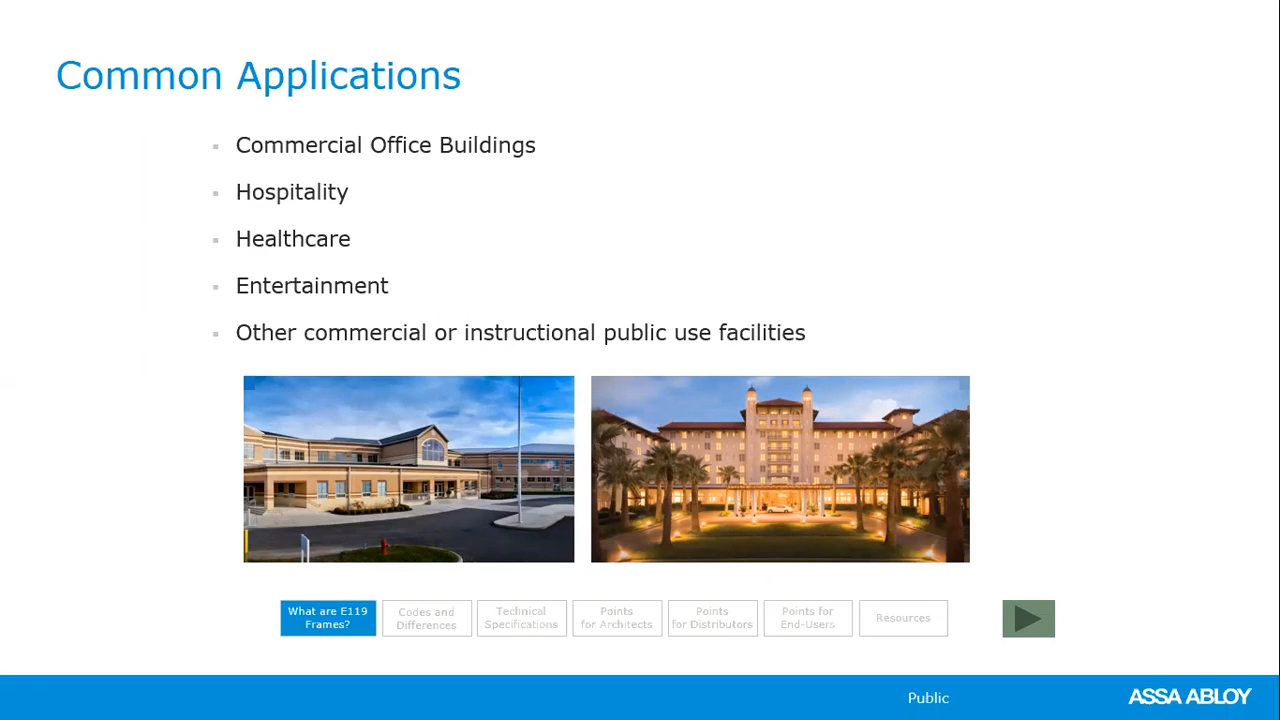 Common Applications
Commercial Office Buildings
Hospitality
Healthcare
Entertainment
Other commercial or instructional public use facilities
What are E119
Frames?
Codes and
Differences
Technical
Specifications
Points
for Architects
Points
for Distributors
Points for
End-Users
Resources
Public
ASSA ABLOY